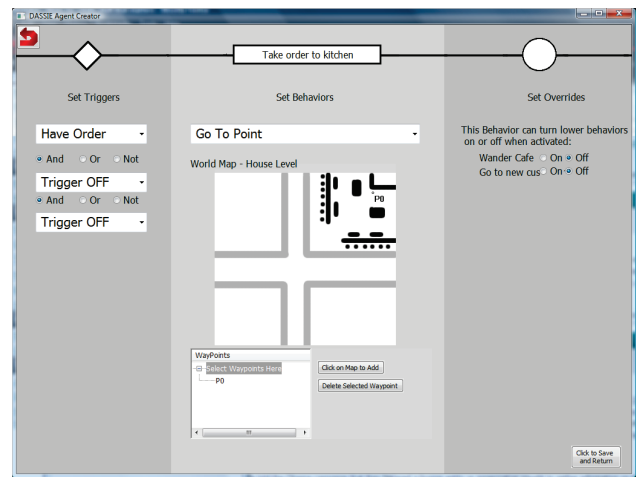 DASSIE Agent Creator
Take order to kitchen
Set Triggers
Set Behaviors
Set Overrides
Have Order
And Or Not
Trigger OFF
And Or Not
Trigger OFF
Go To Point
World Map - House Level
P0
WayPoints
Select Waypoints Here
P0
Click on Map to Add
Delete Selected Waypoint
This Behavior can turn lower behaviors
on or off when activated:
Wander Cafe On Off
Go to new cus On Off
Click to Save
and Return